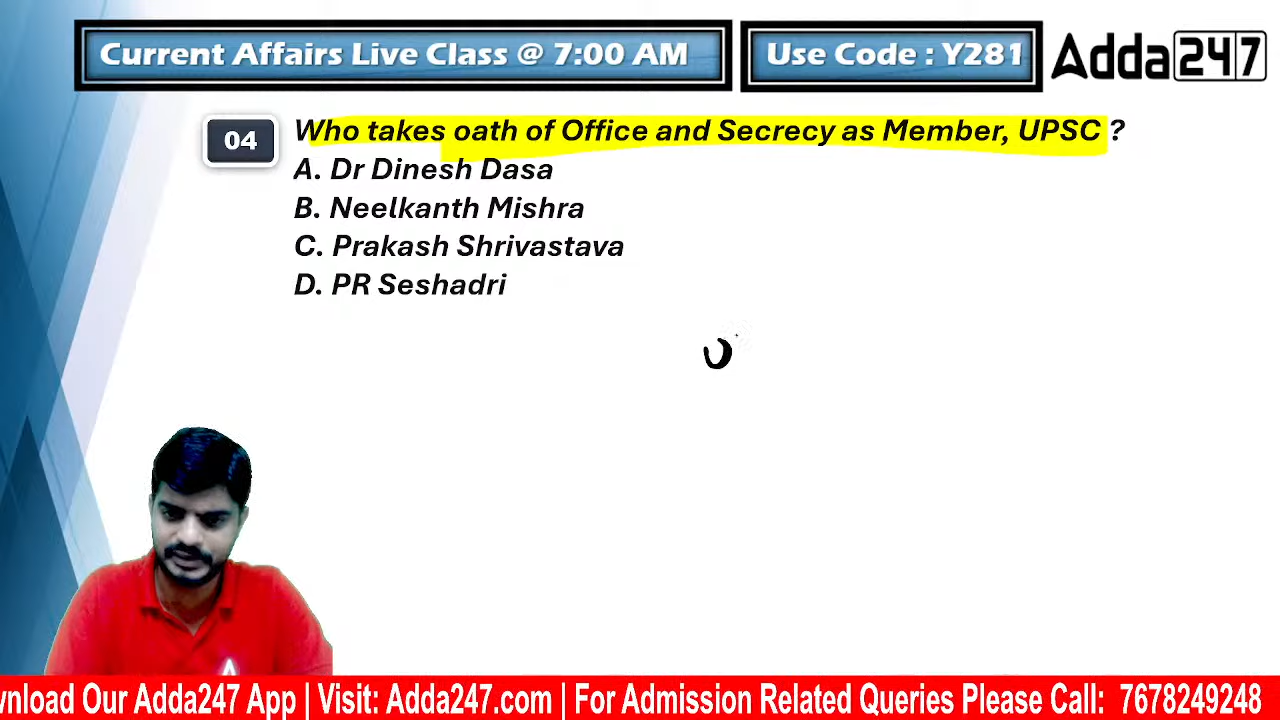 Current Affairs Live Class @ 7:00 AM
Use Code : Y281
Adda247
04
Who takes oath of Office and Secrecy as Member, UPSC ?
A. Dr Dinesh Dasa
B. Neelkanth Mishra
C. Prakash Shrivastava
D. PR Seshadri
wnload Our Adda247 App | Visit: Adda247.com | For Admission Related Queries Please Call: 7678249248